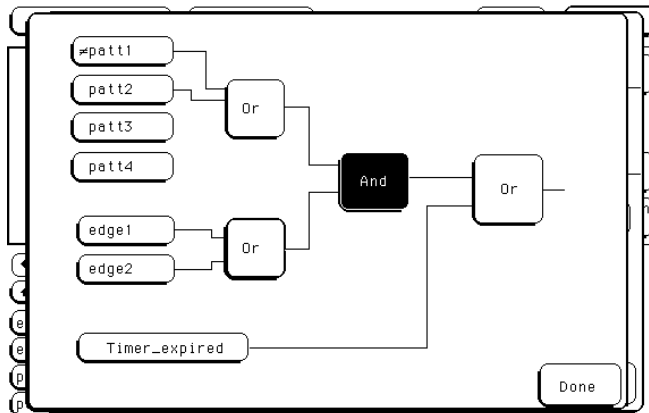 ≠patt1
patt2
Or
patt3
patt4
And
Or
edge1
Or
edge2
Timer_expired
Done
e
e
p
p